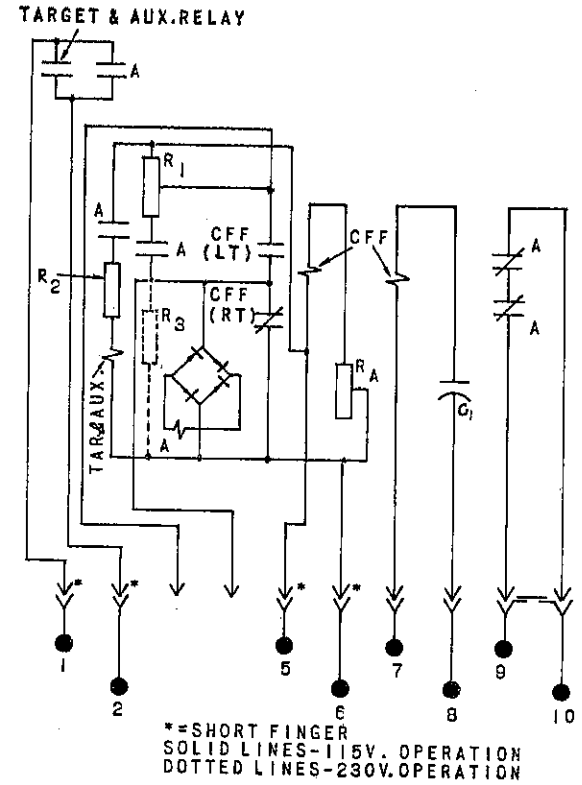 TARGET & AUX.RELAY
A
R1
A
A
CFF
(LT)
CFF
R2
CFF
(RT)
R3
A
A
TAR&AUX.
A
RA
C1
*
*
*
*
1
2
5
6
7
8
9
10
*=SHORT FINGER
SOLID LINES-115V. OPERATION
DOTTED LINES-230V.OPERATION